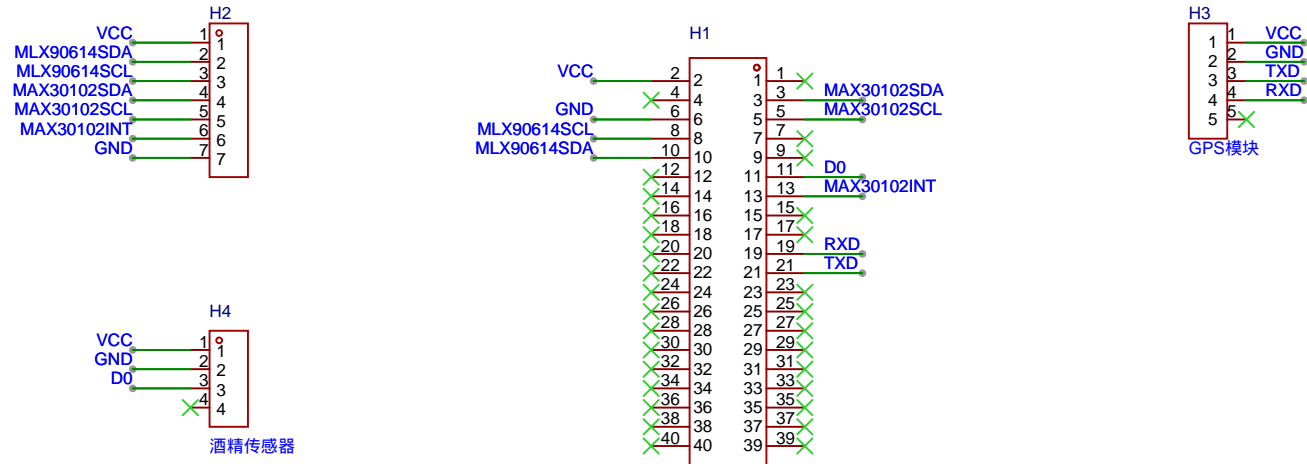 H2
VCC 1 1
MLX90614SDA 2 2
MLX90614SCL 3 3
MAX30102SDA 4 4
MAX30102SCL 5 5
MAX30102INT 6 6
GND 7 7
H4
VCC 1 1
GND 2 2
D0 3 3
4 4
酒精传感器
H1
VCC 2 2 1 1
4 4 3 3 MAX30102SDA
GND 6 6 5 5 MAX30102SCL
MLX90614SCL 8 8 7 7
MLX90614SDA 10 10 9 9
12 12 11 11 D0
14 14 13 13 MAX30102INT
16 16 15 15
18 18 17 17
20 20 19 19 RXD
22 22 21 21 TXD
24 24 23 23
26 26 25 25
28 28 27 27
30 30 29 29
32 32 31 31
34 34 33 33
36 36 35 35
38 38 37 37
40 40 39 39
H3
1 1 VCC
2 2 GND
3 3 TXD
4 4 RXD
5 5
GPS模块